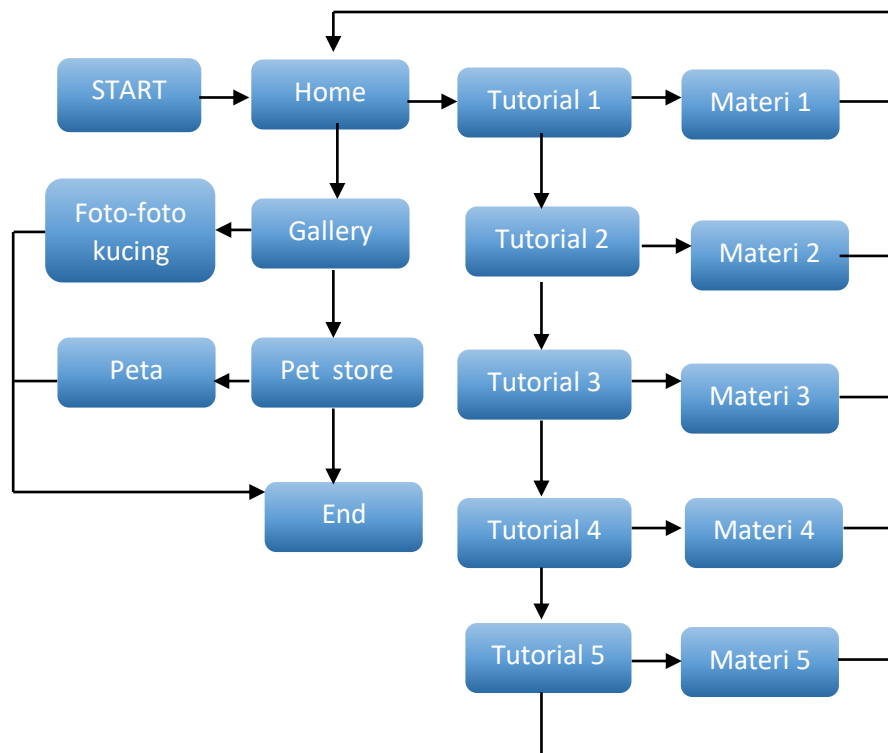 START
Home
Tutorial 1
Materi 1
Foto-foto
kucing
Gallery
Tutorial 2
Materi 2
Peta
Pet store
Tutorial 3
Materi 3
End
Tutorial 4
Materi 4
Tutorial 5
Materi 5